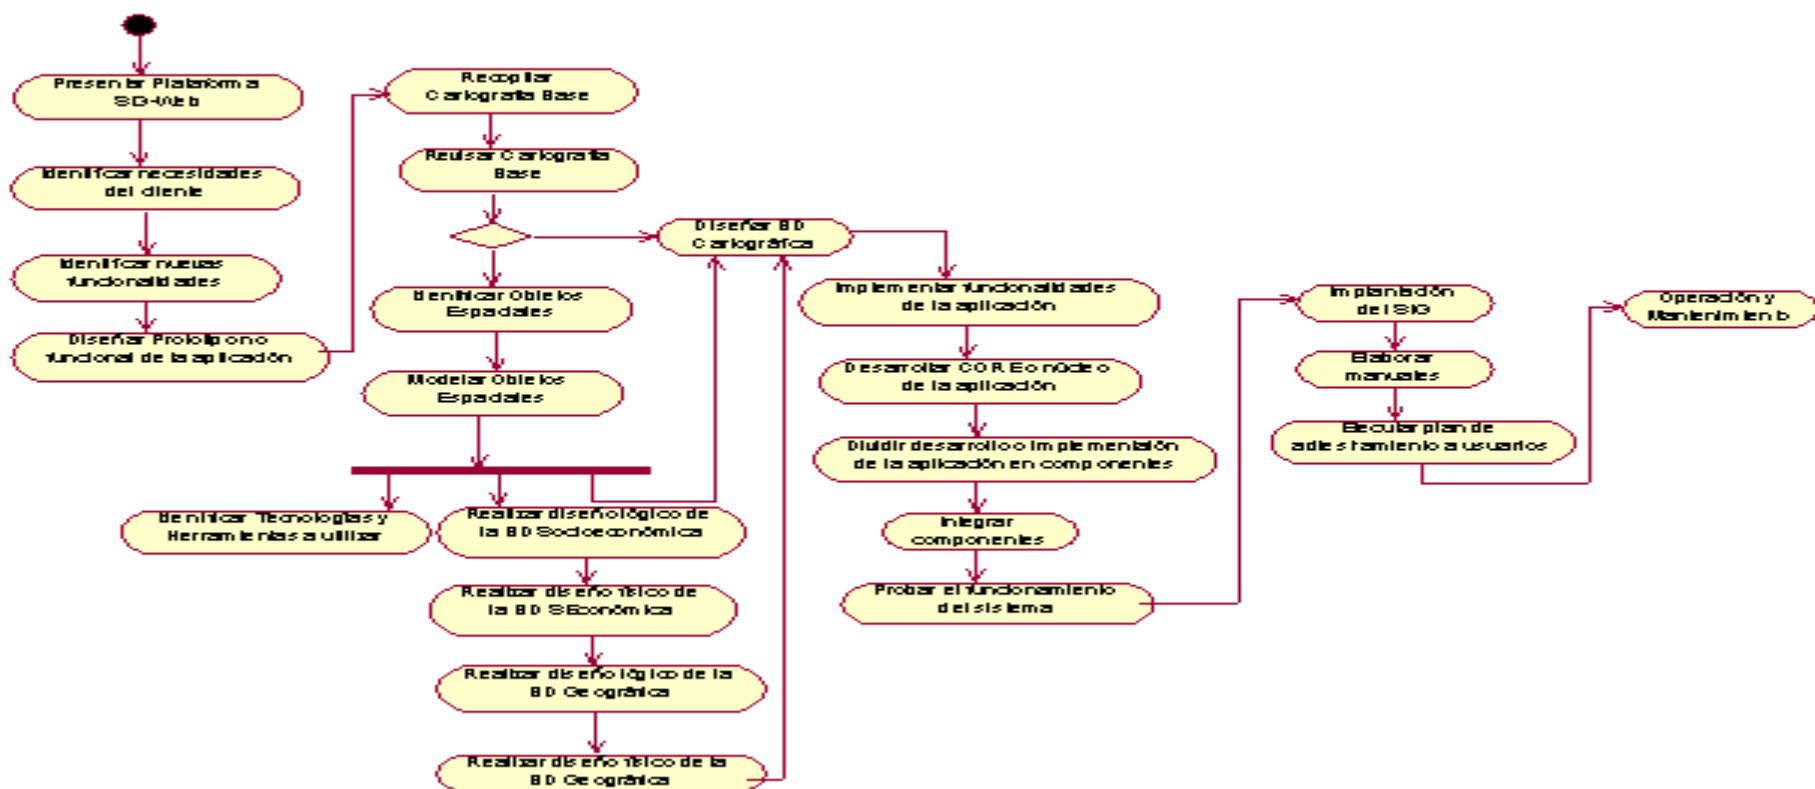 Presentar Plataforma
SIG-Web
Identificar necesidades
del cliente
Identificar nuevas
funcionalidades
Diseñar Prototipo no
funcional de la aplicación
Recopilar
Cartografía Base
Revisar Cartografía
Base
Identificar Objetos
Espaciales
Modelar Objetos
Espaciales
Identificar Tecnologías y
Herramientas a utilizar
Realizar diseño lógico de
la BD Socioeconómica
Realizar diseño físico de
la BD SEconómica
Realizar diseño lógico de la
BD Geográfica
Realizar diseño físico de la
BD Geográfica
Diseñar BD
Cartográfica
Implementar funcionalidades
de la aplicación
Desarrollar CORE o núcleo
de la aplicación
Dividir desarrollo o implementaión
de la aplicación en componentes
Integrar
componentes
Probar el funcionamiento
del sistema
Implantación
del SIG
Elaborar
manuales
Ejecutar plan de
adiestramiento a usuarios
Operación y
Mantenimiento